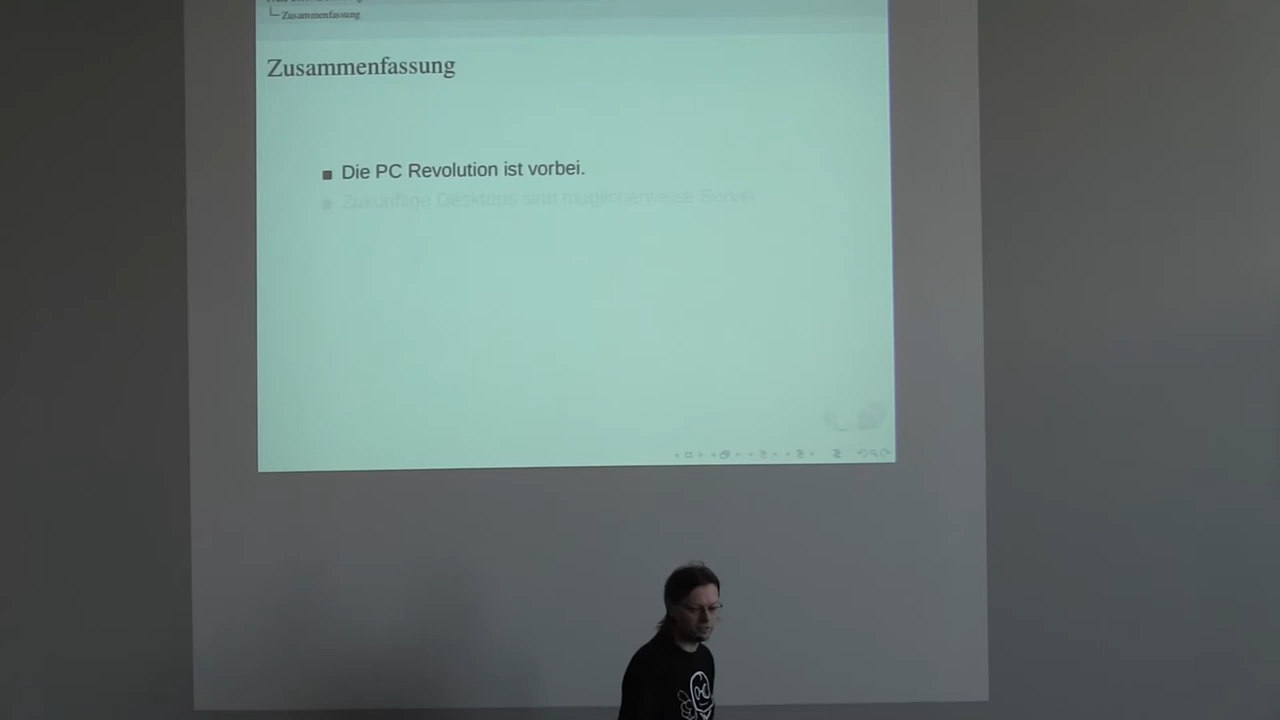 Zusammenfassung
Zusammenfassung
Die PC Revolution ist vorbei.
Zukünftige Desktops sind möglicherweise Server